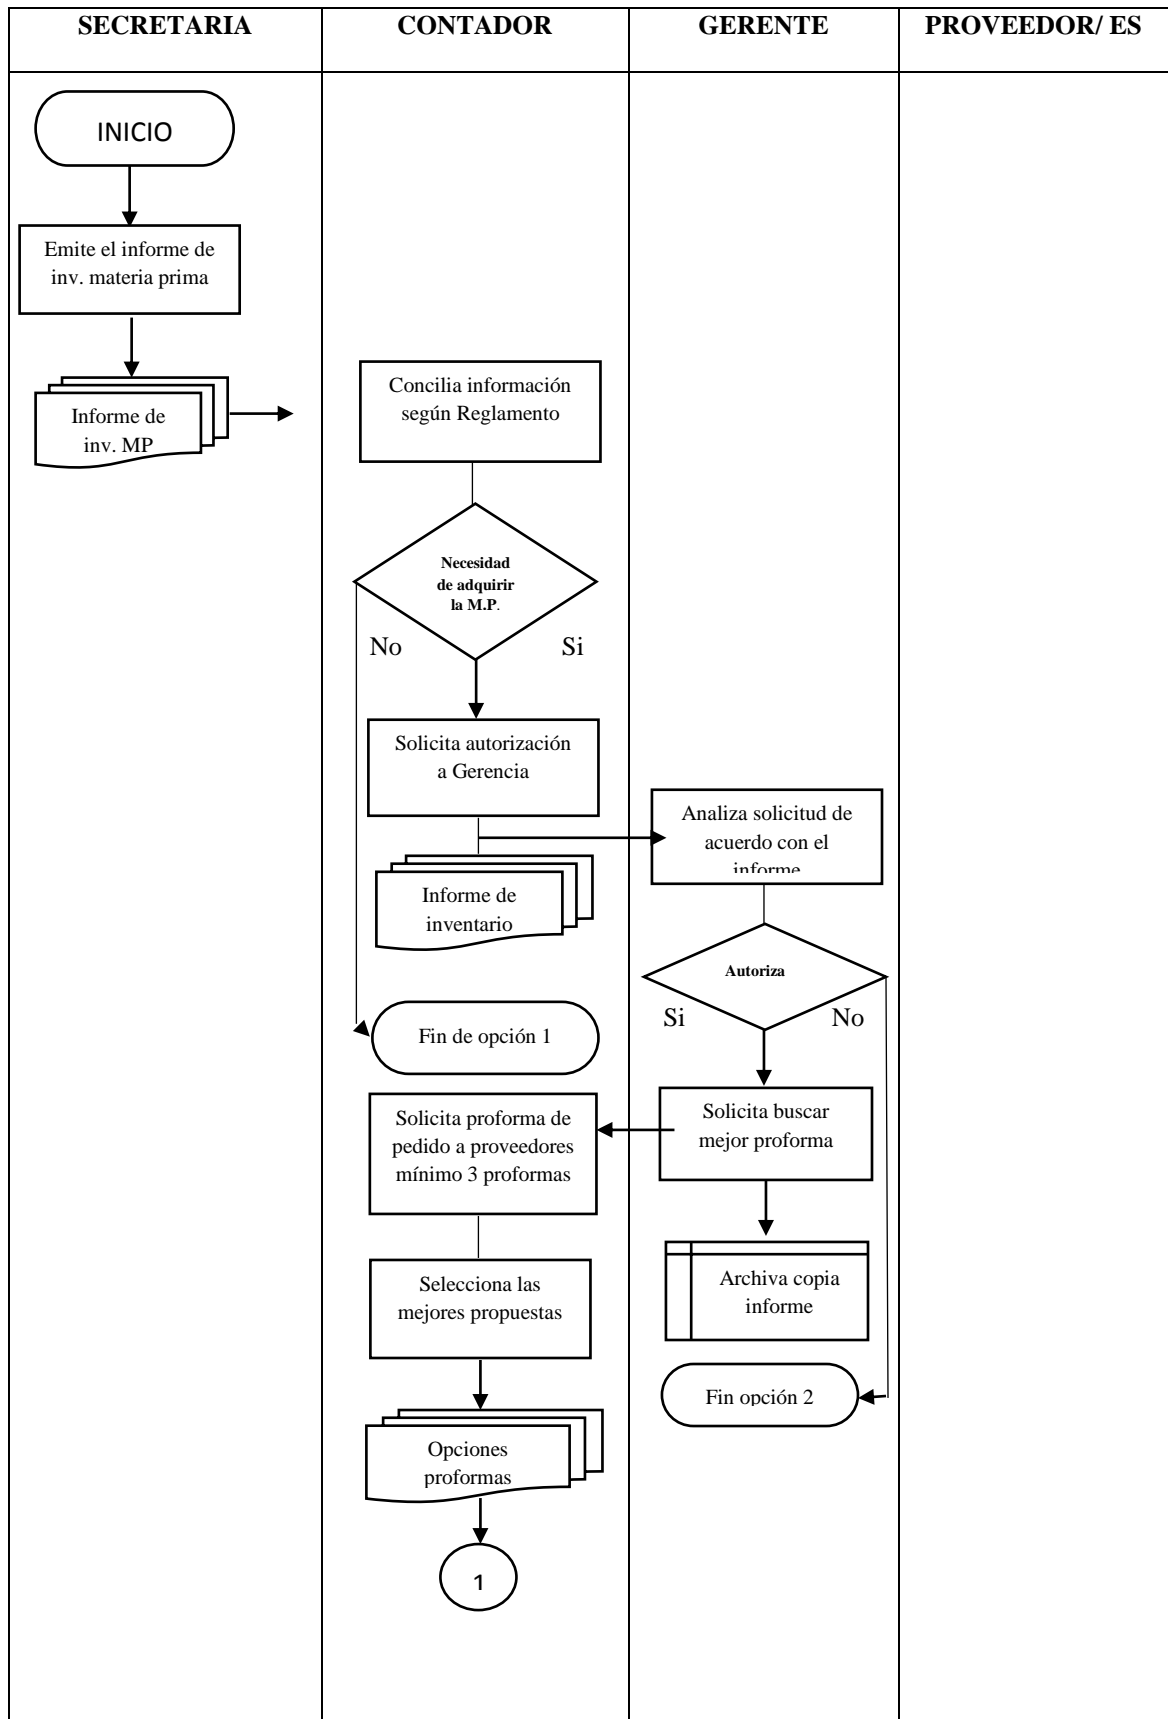 SECRETARIA
CONTADOR
GERENTE
PROVEEDOR/ ES
INICIO
Emite el informe de
inv. materia prima
Informe de
inv. MP
Concilia información
según Reglamento
Necesidad
de adquirir
la M.P.
No
Si
Solicita autorización
a Gerencia
Informe de
inventario
Fin de opción 1
Analiza solicitud de
acuerdo con el
informe
Autoriza
Si
No
Solicita buscar
mejor proforma
Archiva copia
informe
Fin opción 2
Solicita proforma de
pedido a proveedores
mínimo 3 proformas
Selecciona las
mejores propuestas
Opciones
proformas
1